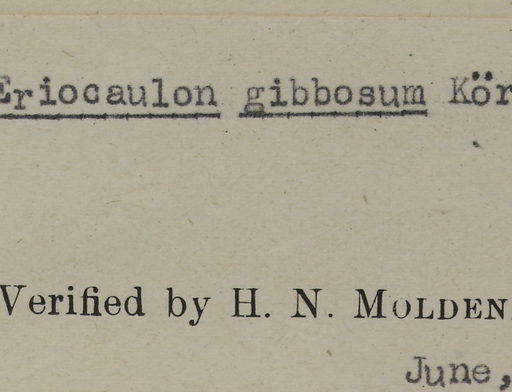 Eriocaulon gibbosum Kör
Verified by H. N. MOLDEN
June,